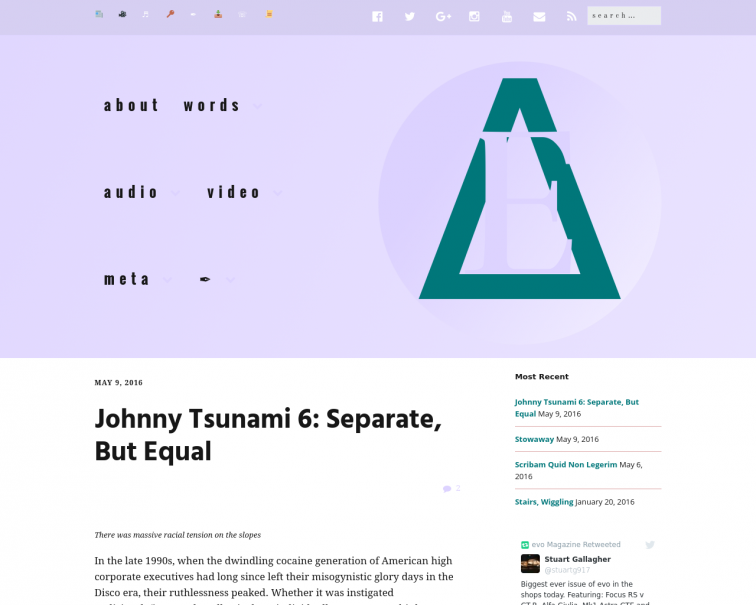 search…
about words
audio video
meta
E
MAY 9, 2016
Johnny Tsunami 6: Separate,
But Equal
2
There was massive racial tension on the slopes
In the late 1990s, when the dwindling cocaine generation of American high
corporate executives had long since left their misogynistic glory days in the
Disco era, their ruthlessness peaked. Whether it was instigated
Most Recent
Johnny Tsunami 6: Separate, But
Equal May 9, 2016
Stowaway May 9, 2016
Scribam Quid Non Legerim May 6,
2016
Stairs, Wiggling January 20, 2016
evo Magazine Retweeted
Stuart Gallagher
@stuartg917
Biggest ever issue of evo in the
shops today. Featuring: Focus RS v